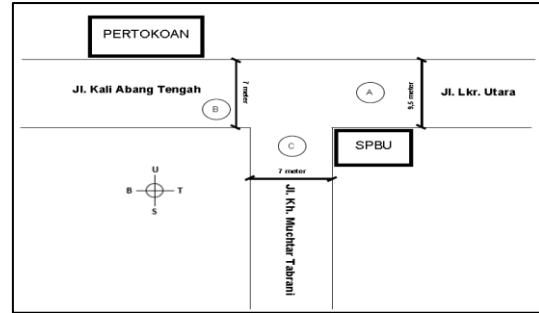 PERTOKOAN
Jl. Kali Abang Tengah
7 meter
A
9,5 meter
Jl. Lkr. Utara
B
C
SPBU
7 meter
U
B
T
S
Jl. Kh. Muchtar Tabrani